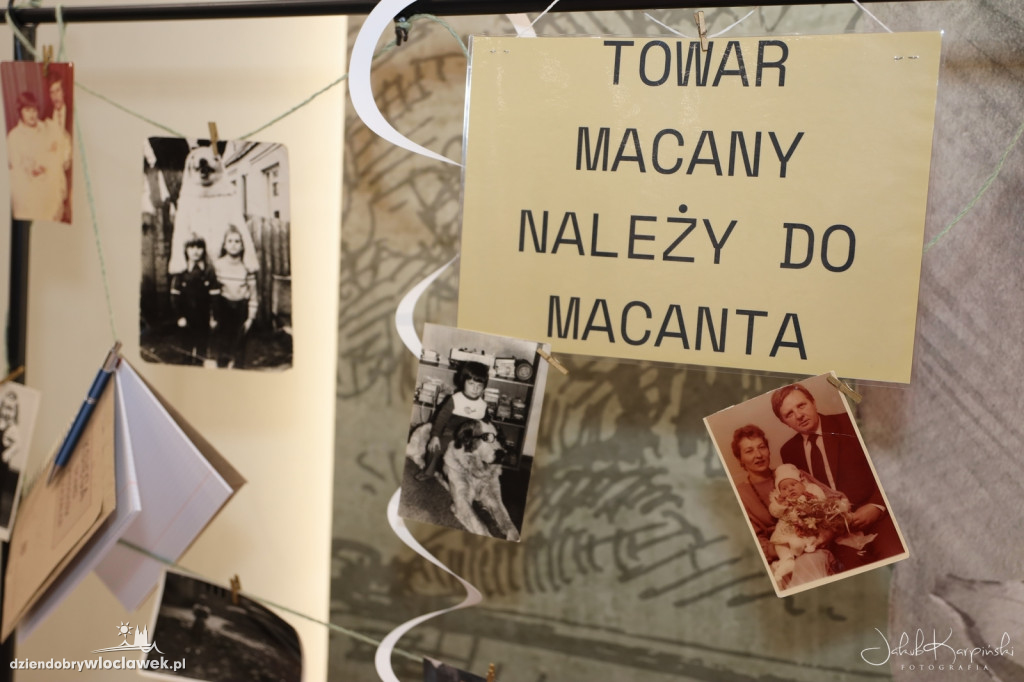 TOWAR
MACANY
NALEŻY DO
MACANTA
dziendobrywloclawek.pl
Jakub Karpiński
FOTOGRAFIA